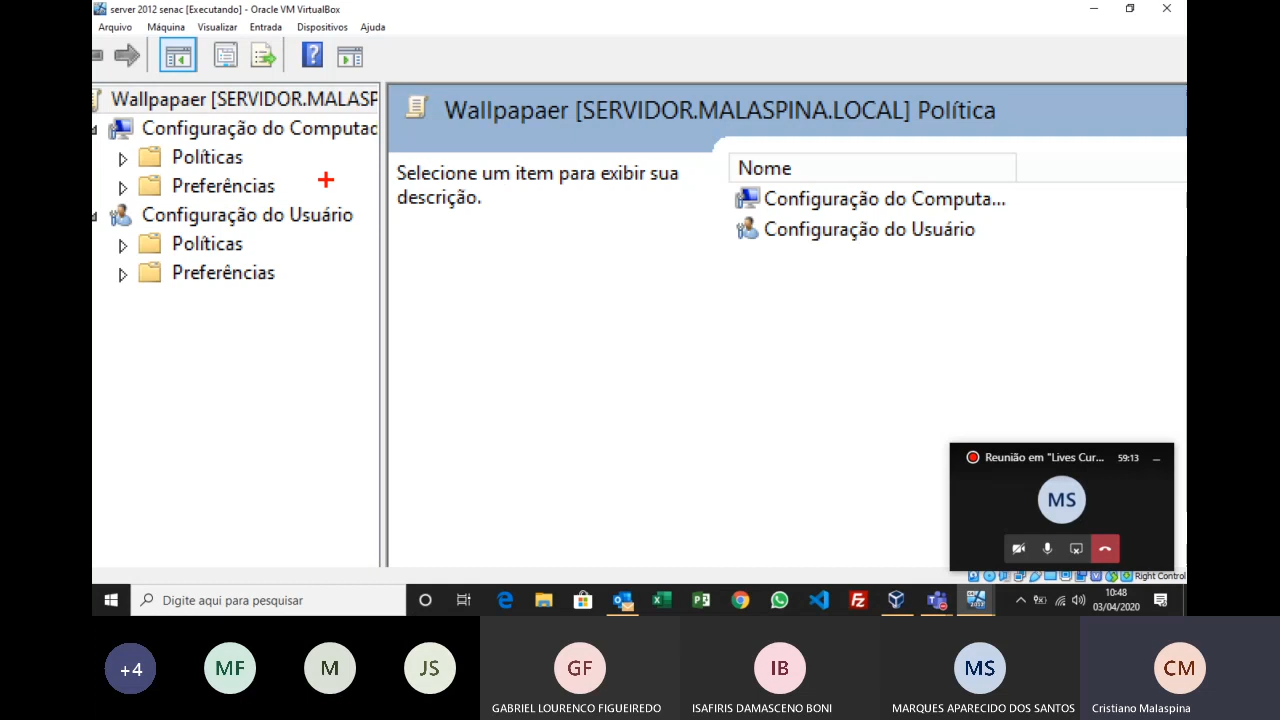 server 2012 senac [Executando] - Oracle VM VirtualBox
Arquivo Máquina Visualizar Entrada Dispositivos Ajuda
Wallpapaer [SERVIDOR.MALASP
Configuração do Computac
Políticas
Preferências
Configuração do Usuário
Políticas
Preferências
Wallpapaer [SERVIDOR.MALASPINA.LOCAL] Política
Selecione um item para exibir sua
descrição.
Nome
Configuração do Computa...
Configuração do Usuário
Reunião em "Lives Cur... 59:13
MS
Right Control
Digite aqui para pesquisar
10:48
03/04/2020
+4 MF M JS GF IB MS CM
GABRIEL LOURENCO FIGUEIREDO ISAFIRIS DAMASCENO BONI MARQUES APARECIDO DOS SANTOS Cristiano Malaspina